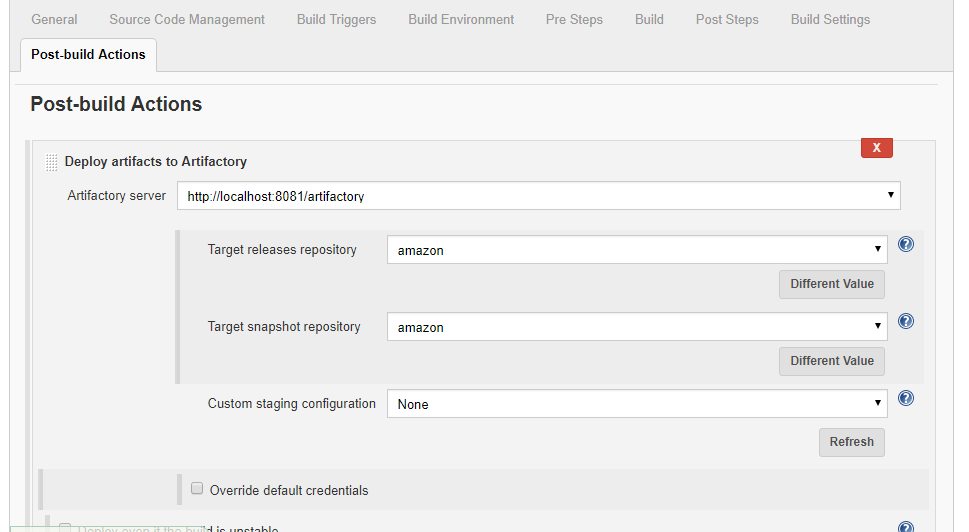 General Source Code Management Build Triggers Build Environment Pre Steps Build Post Steps Build Settings
Post-build Actions
Post-build Actions
X
Deploy artifacts to Artifactory
Artifactory server http://localhost:8081/artifactory
Target releases repository amazon
Different Value
Target snapshot repository amazon
Different Value
Custom staging configuration None
Refresh
Override default credentials
Deploy even if the build is unstable